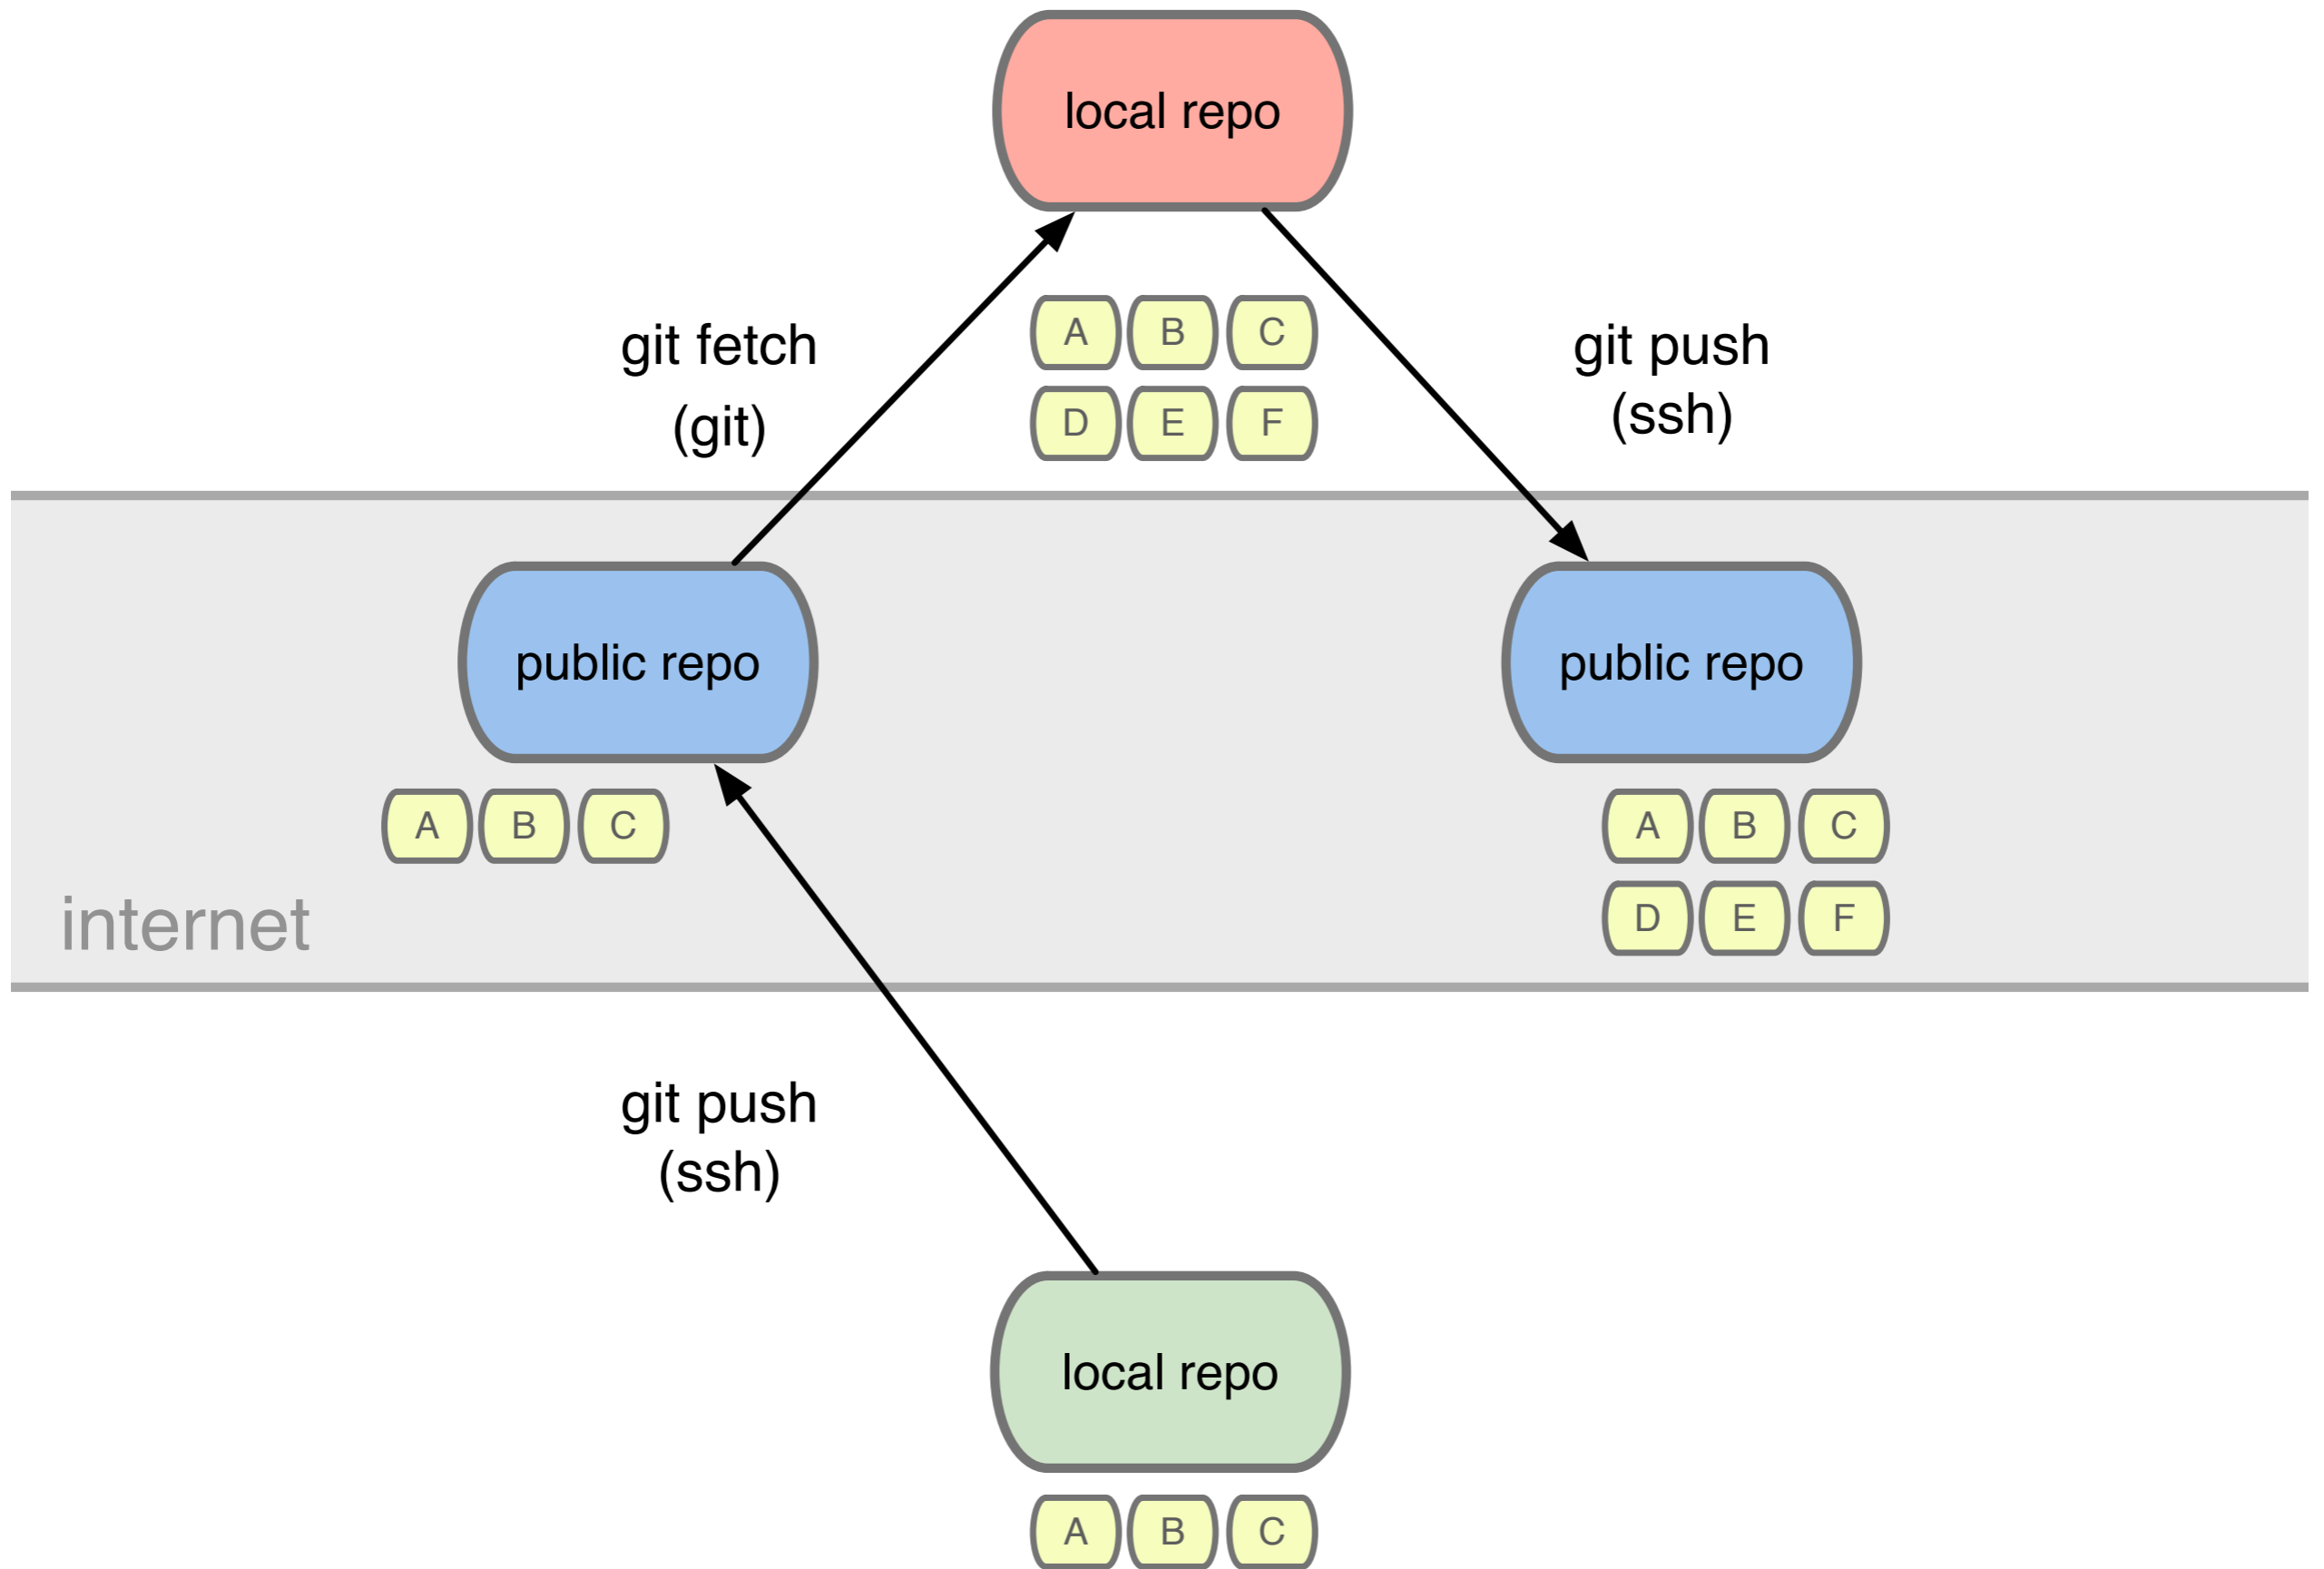 local repo
git fetch
(git)
A B C
D E F
git push
(ssh)
public repo
public repo
A B C
A B C
D E F
internet
git push
(ssh)
local repo
A B C